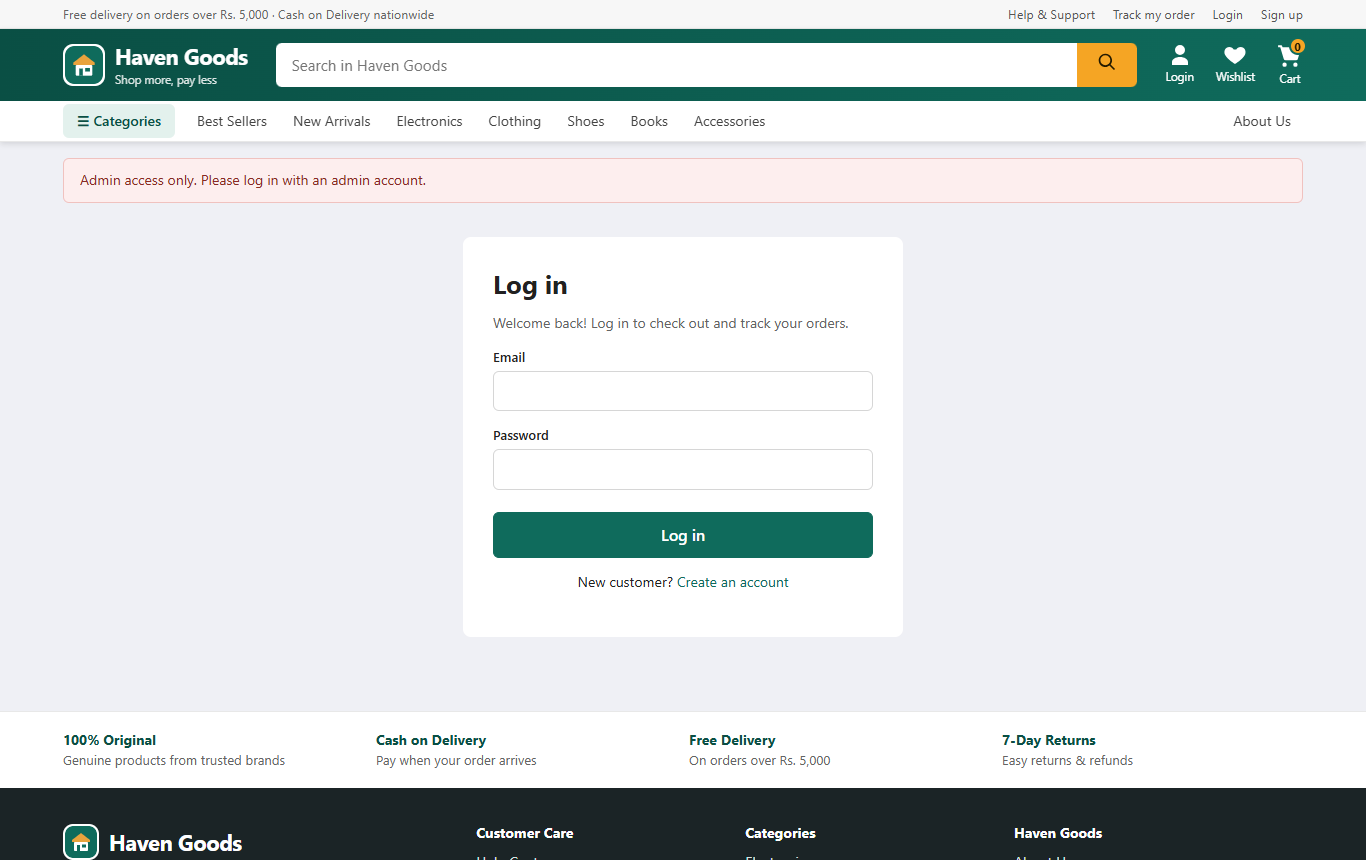 Free delivery on orders over Rs. 5,000 · Cash on Delivery nationwide
Help & Support Track my order Login Sign up
Haven Goods
Shop more, pay less
Search in Haven Goods
Login
Wishlist
0
Cart
☰ Categories Best Sellers New Arrivals Electronics Clothing Shoes Books Accessories About Us
Admin access only. Please log in with an admin account.
Log in
Welcome back! Log in to check out and track your orders.
Email
Password
Log in
New customer? Create an account
100% Original
Genuine products from trusted brands
Cash on Delivery
Pay when your order arrives
Free Delivery
On orders over Rs. 5,000
7-Day Returns
Easy returns & refunds
Haven Goods
Customer Care
Categories
Haven Goods